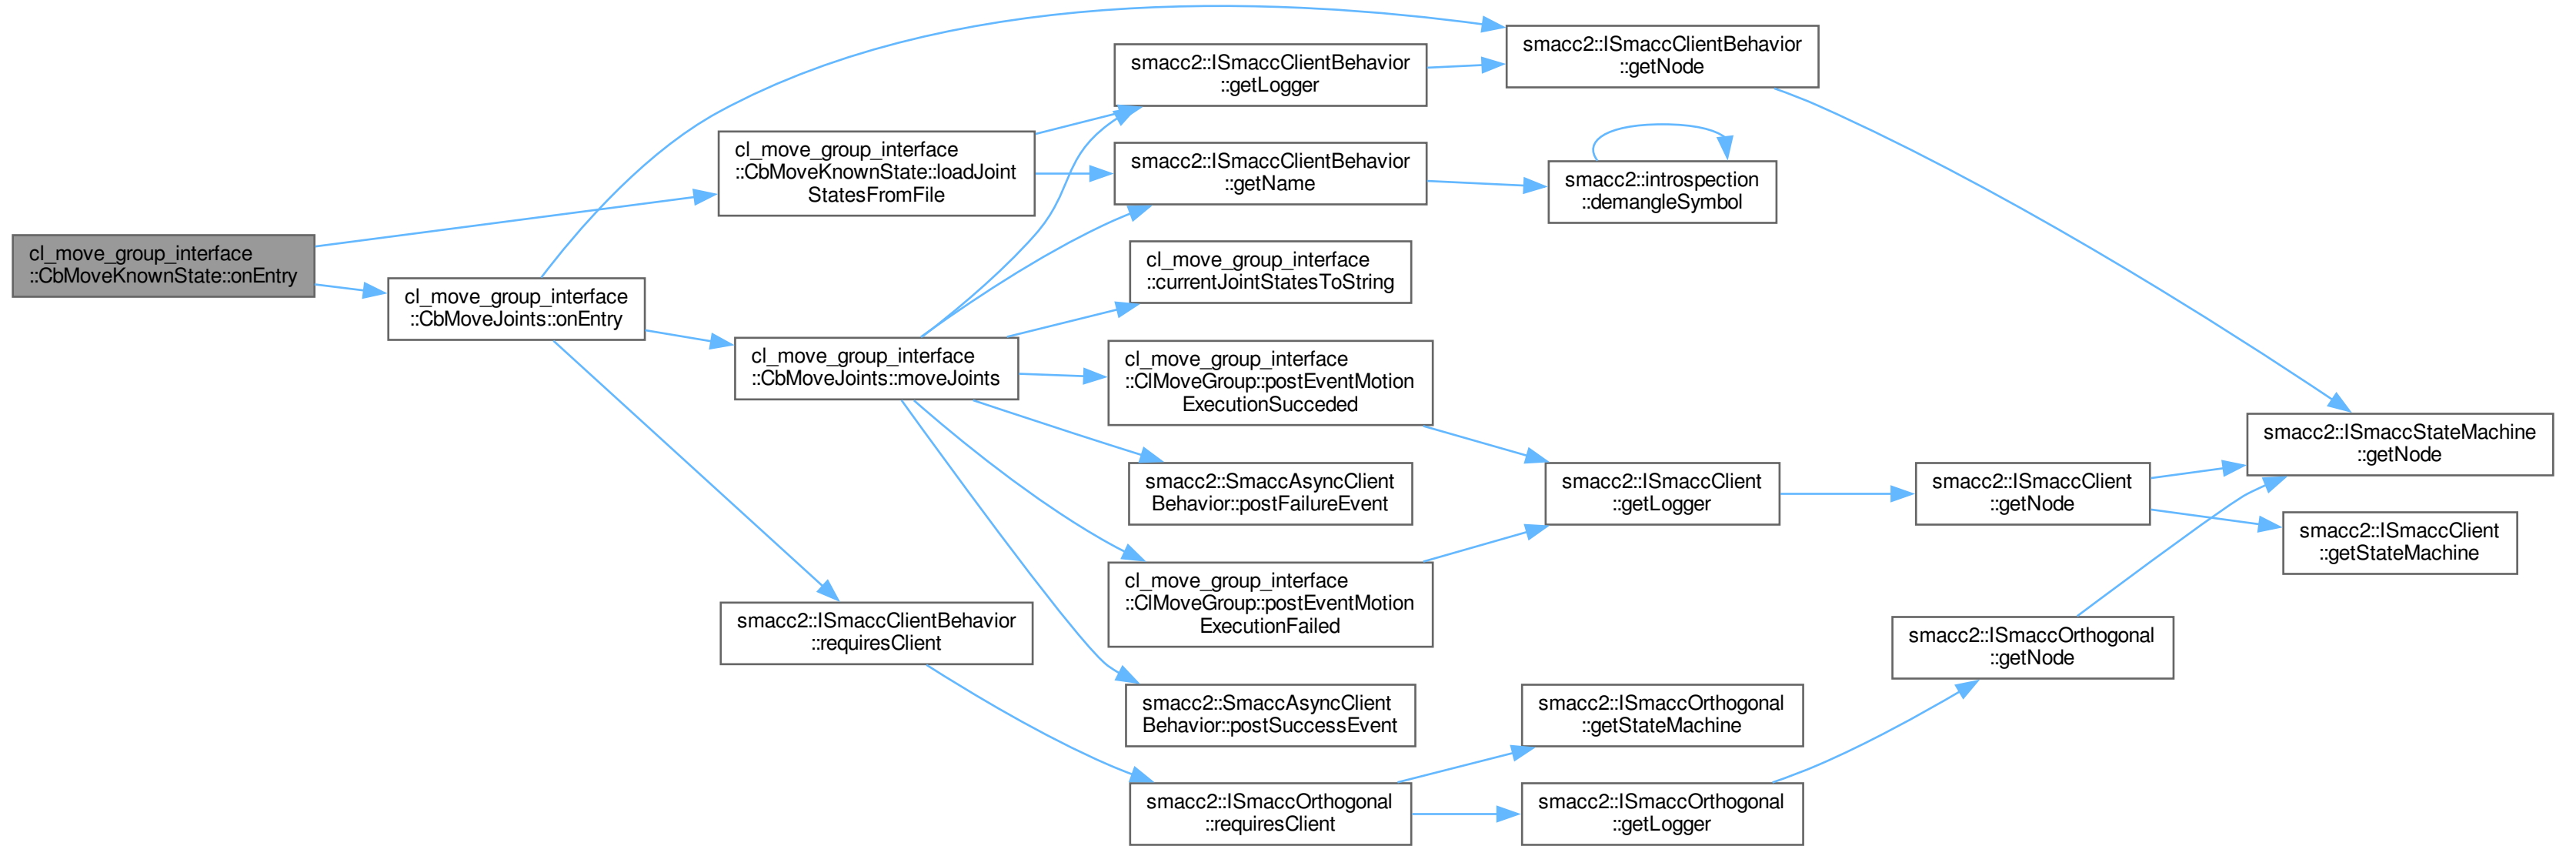 cl_move_group_interface
::CbMoveKnownState::onEntry
cl_move_group_interface
::CbMoveJoints::onEntry
cl_move_group_interface
::CbMoveKnownState::loadJoint
StatesFromFile
cl_move_group_interface
::CbMoveJoints::moveJoints
smacc2::ISmaccClientBehavior
::requiresClient
smacc2::ISmaccClientBehavior
::getLogger
smacc2::ISmaccClientBehavior
::getName
cl_move_group_interface
::currentJointStatesToString
cl_move_group_interface
::ClMoveGroup::postEventMotion
ExecutionSucceded
smacc2::SmaccAsyncClient
Behavior::postFailureEvent
cl_move_group_interface
::ClMoveGroup::postEventMotion
ExecutionFailed
smacc2::SmaccAsyncClient
Behavior::postSuccessEvent
smacc2::ISmaccOrthogonal
::requiresClient
smacc2::ISmaccClientBehavior
::getNode
smacc2::introspection
::demangleSymbol
smacc2::ISmaccClient
::getLogger
smacc2::ISmaccOrthogonal
::getStateMachine
smacc2::ISmaccOrthogonal
::getLogger
smacc2::ISmaccClient
::getNode
smacc2::ISmaccOrthogonal
::getNode
smacc2::ISmaccStateMachine
::getNode
smacc2::ISmaccClient
::getStateMachine